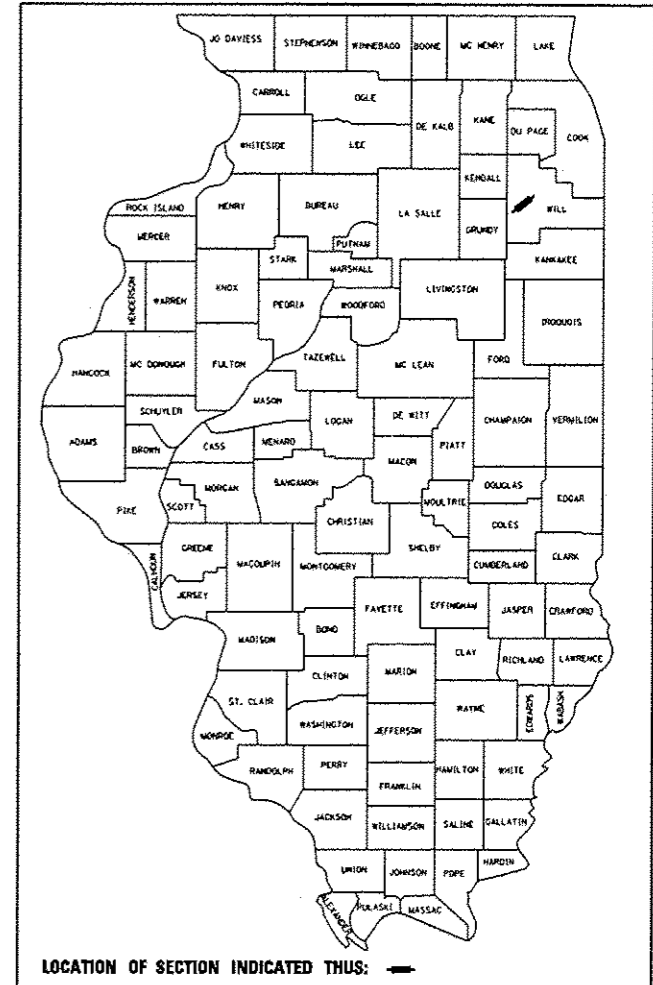 JO DAVIESS STEPHENSON WINNEBAGO BOONE MC HENRY LAKE
CARROLL OGLE DE KALB KANE DU PAGE COOK
WHITESIDE LEE
KENDALL
ROCK ISLAND HENRY BUREAU LA SALLE GRUNDY WILL
MERCER PUTNAM
STARK MARSHALL KANKAKEE
HENDERSON WARREN KNOX PEORIA WOODFORD LIVINGSTON IROQUOIS
HANCOCK MC DONOUGH FULTON TAZEWELL MC LEAN FORD
SCHUYLER MASON
ADAMS BROWN CASS MENARD LOGAN DE WITT PIATT CHAMPAIGN VERMILION
MACON
PIKE SCOTT MORGAN SANGAMON CHRISTIAN MOULTRIE DOUGLAS EDGAR
COLES
CALHOUN GREENE MACOUPIN MONTGOMERY SHELBY CUMBERLAND CLARK
JERSEY FAYETTE EFFINGHAM JASPER CRAWFORD
MADISON BOND
CLAY RICHLAND LAWRENCE
CLINTON MARION
ST. CLAIR WAYNE EDWARDS WABASH
WASHINGTON JEFFERSON
MONROE
RANDOLPH PERRY HAMILTON WHITE
FRANKLIN
JACKSON WILLIAMSON SALINE GALLATIN
HARDIN
UNION JOHNSON POPE
ALEXANDER PULASKI MASSAC
LOCATION OF SECTION INDICATED THUS: